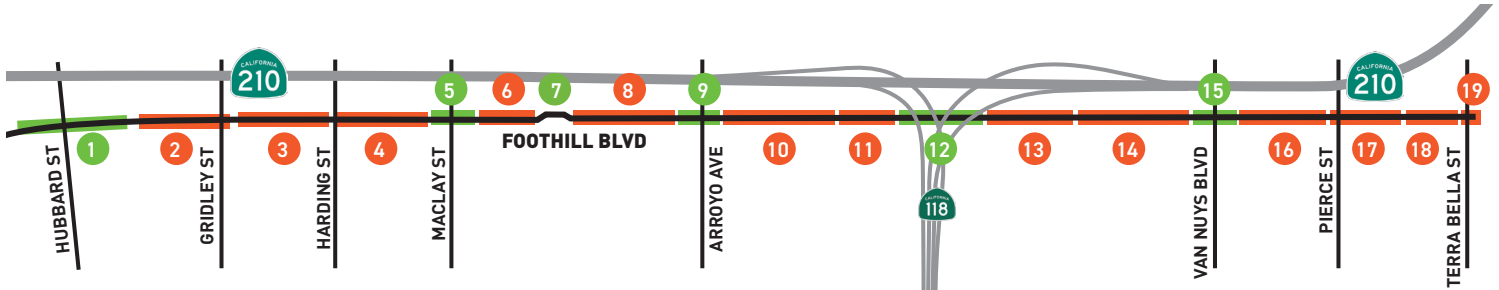 CALIFORNIA
210
CALIFORNIA
210
5
6
7
8
9
15
19
FOOTHILL BLVD
1
2
3
4
10
11
12
13
14
16
17
18
HUBBARD ST
GRIDLEY ST
HARDING ST
MACLAY ST
ARROYO AVE
CALIFORNIA
118
VAN NUYS BLVD
PIERCE ST
TERRA BELLA ST